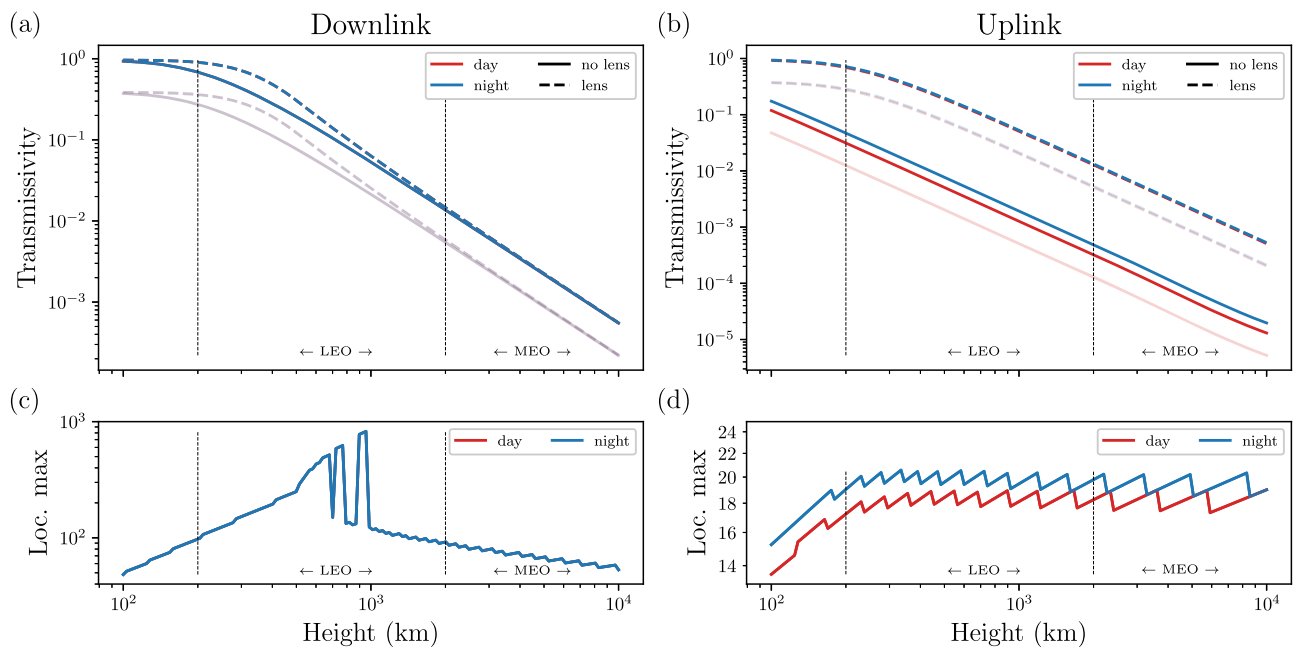 (a)
Downlink
(b)
Uplink
10^0
10^-1
10^-2
10^-3
Transmissivity
day
night
no lens
lens
← LEO →
← MEO →
10^0
10^-1
10^-2
10^-3
10^-4
10^-5
Transmissivity
day
night
no lens
lens
← LEO →
← MEO →
(c)
10^3
10^2
Loc. max
day
night
← LEO →
← MEO →
10^2
10^3
10^4
Height (km)
(d)
24
22
20
18
16
14
Loc. max
day
night
← LEO →
← MEO →
10^2
10^3
10^4
Height (km)